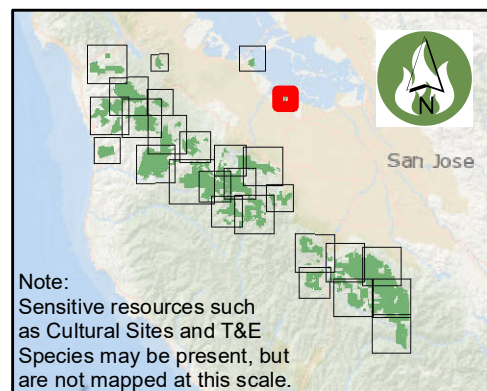 N
San Jose
Note:
Sensitive resources such
as Cultural Sites and T&E
Species may be present, but
are not mapped at this scale.